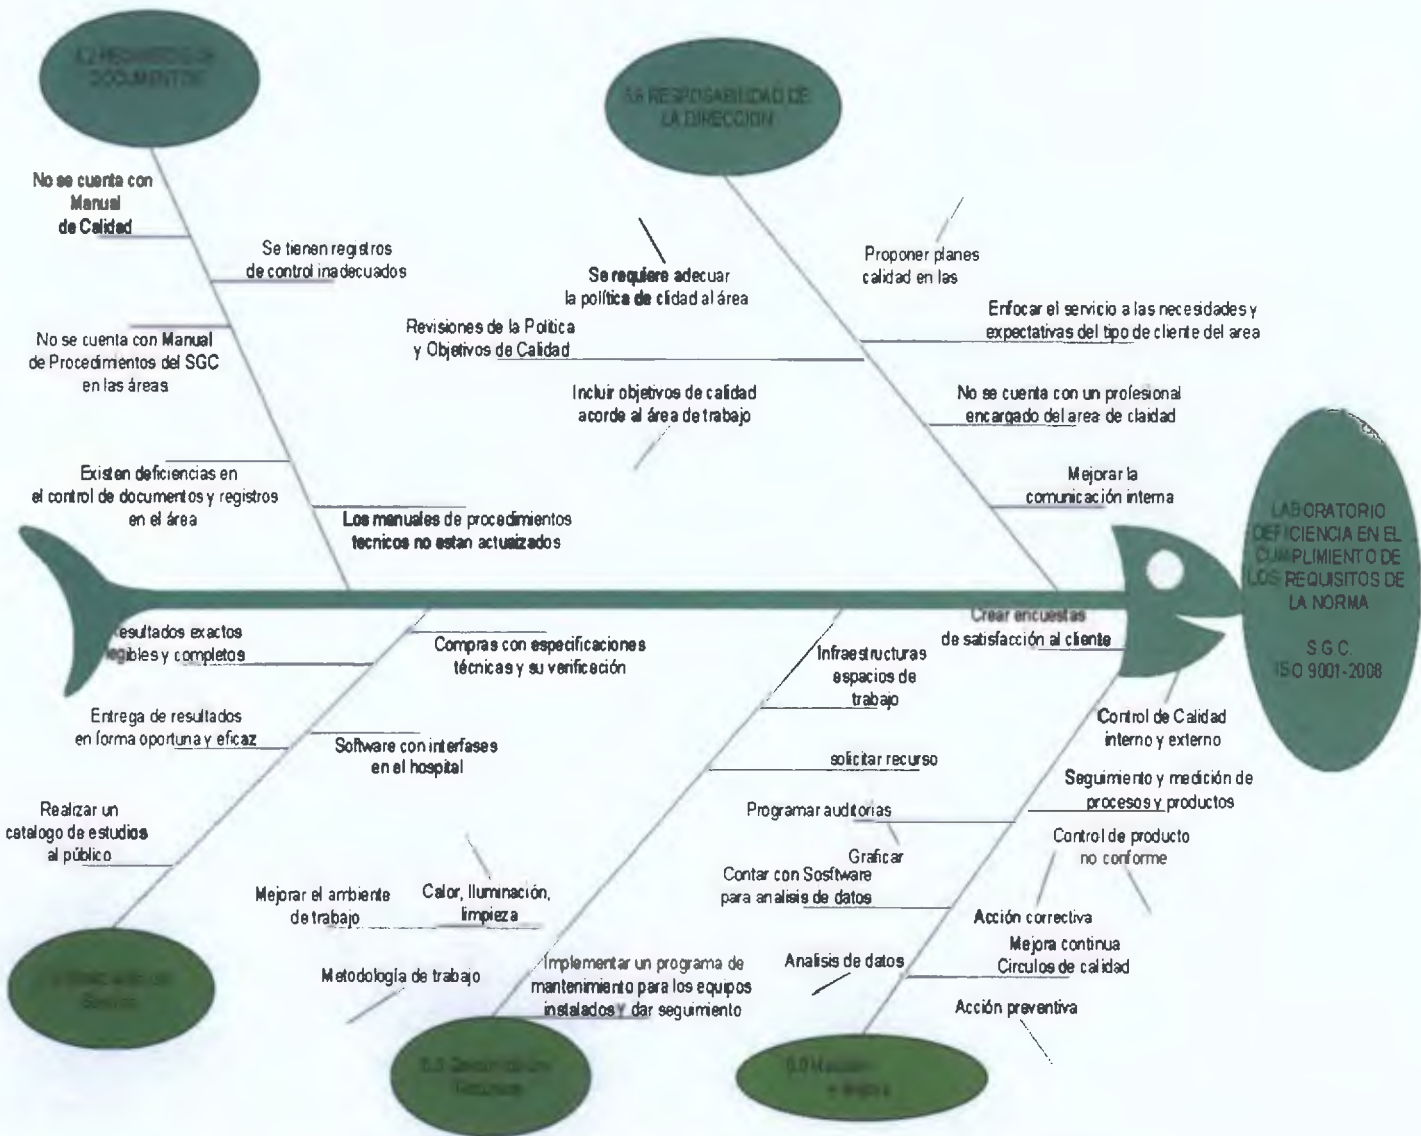 DOCUMENTOS
RESPOSABILIDAD DE
LA DIRECCION
No se cuenta con
Manual
de Calidad
Se tienen registros
de control inadecuados
No se cuenta con Manual
de Procedimientos del SGC
en las áreas
Existen deficiencias en
el control de documentos y registros
en el área
Los manuales de procedimientos
tecnicos no estan actualizados
Se requiere adecuar
la política de clidad al área
Revisiones de la Politica
y Objetivos de Calidad
Incluir objetivos de calidad
acorde al área de trabajo
Proponer planes
calidad en las
Enfocar el servicio a las necesidades y
expectativas del tipo de cliente del area
No se cuenta con un profesional
encargado del area de claidad
Mejorar la
comunicación interna
LABORATORIO
DEFICIENCIA EN EL
CUMPLIMIENTO DE
LOS REQUISITOS DE
LA NORMA
S G C.
ISO 9001-2008
esultados exactos
egibles y completos
Compras con especificaciones
técnicas y su verificación
Entrega de resultados
en forma oportuna y eficaz
Software con interfases
en el hospital
Realizar un
catalogo de estudios
al público
Infraestructuras
espacios de
trabajo
solicitar recurso
Mejorar el ambiente
de trabajo
Calor, Iluminación,
limpieza
Metodología de trabajo
Implementar un programa de
mantenimiento para los equipos
instalados Y dar seguimiento
Crear encuestas
de satisfacción al cliente
Control de Calidad
interno y externo
Seguimiento y medición de
procesos y productos
Programar auditorias
Graficar
Control de producto
no conforme
Contar con Sosftware
para analisis de datos
Acción correctiva
Mejora continua
Circulos de calidad
Analisis de datos
Acción preventiva